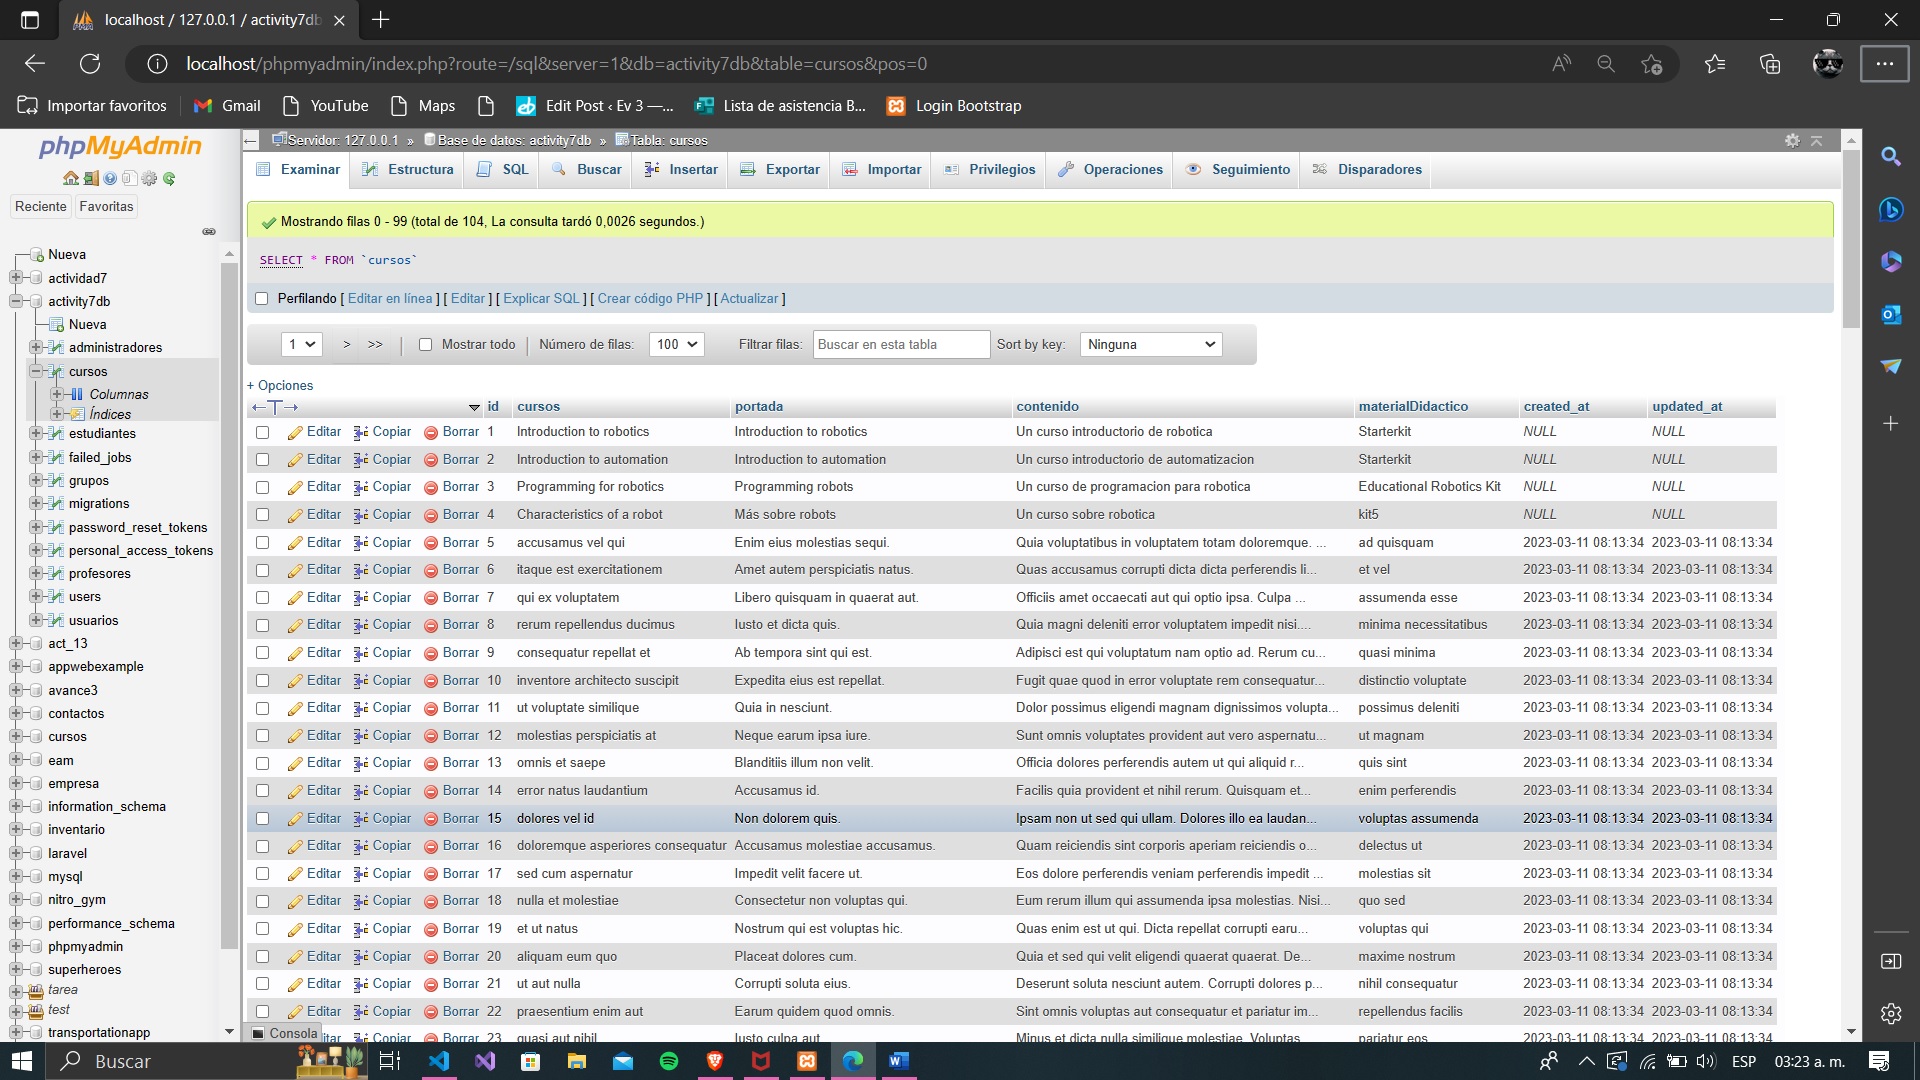 localhost / 127.0.0.1 / activity7db
localhost/phpmyadmin/index.php?route=/sql&server=1&db=activity7db&table=cursos&pos=0
Importar favoritos
Gmail
YouTube
Maps
Edit Post ‹ Ev 3 —...
Lista de asistencia B...
Login Bootstrap
phpMyAdmin
Reciente
Favoritas
Nueva
actividad7
activity7db
Nueva
administradores
cursos
Columnas
Índices
estudiantes
failed_jobs
grupos
migrations
password_reset_tokens
personal_access_tokens
profesores
users
usuarios
act_13
appwebexample
avance3
contactos
cursos
eam
empresa
information_schema
inventario
laravel
mysql
nitro_gym
performance_schema
phpmyadmin
superheroes
tarea
test
transportationapp
Servidor: 127.0.0.1 » Base de datos: activity7db » Tabla: cursos
Examinar Estructura SQL Buscar Insertar Exportar Importar Privilegios Operaciones Seguimiento Disparadores
Mostrando filas 0 - 99 (total de 104, La consulta tardó 0,0026 segundos.)
SELECT * FROM `cursos`
Perfilando [ Editar en línea ] [ Editar ] [ Explicar SQL ] [ Crear código PHP ] [ Actualizar ]
1 > >> | Mostrar todo | Número de filas: 100 Filtrar filas: Buscar en esta tabla Sort by key: Ninguna
+ Opciones
←T→ id cursos portada contenido materialDidactico created_at updated_at
Editar Copiar Borrar 1 Introduction to robotics Introduction to robotics Un curso introductorio de robotica Starterkit NULL NULL
Editar Copiar Borrar 2 Introduction to automation Introduction to automation Un curso introductorio de automatizacion Starterkit NULL NULL
Editar Copiar Borrar 3 Programming for robotics Programming robots Un curso de programacion para robotica Educational Robotics Kit NULL NULL
Editar Copiar Borrar 4 Characteristics of a robot Más sobre robots Un curso sobre robotica kit5 NULL NULL
Editar Copiar Borrar 5 accusamus vel qui Enim eius molestias sequi. Quia voluptatibus in voluptatem totam doloremque. ... ad quisquam 2023-03-11 08:13:34 2023-03-11 08:13:34
Editar Copiar Borrar 6 itaque est exercitationem Amet autem perspiciatis natus. Quas accusamus corrupti dicta dicta perferendis li... et vel 2023-03-11 08:13:34 2023-03-11 08:13:34
Editar Copiar Borrar 7 qui ex voluptatem Libero quisquam in quaerat aut. Officiis amet occaecati aut qui optio ipsa. Culpa ... assumenda esse 2023-03-11 08:13:34 2023-03-11 08:13:34
Editar Copiar Borrar 8 rerum repellendus ducimus Iusto et dicta quis. Quia magni deleniti error voluptatem impedit nisi.... minima necessitatibus 2023-03-11 08:13:34 2023-03-11 08:13:34
Editar Copiar Borrar 9 consequatur repellat et Ab tempora sint qui est. Adipisci est qui voluptatum nam optio ad. Rerum cu... quasi minima 2023-03-11 08:13:34 2023-03-11 08:13:34
Editar Copiar Borrar 10 inventore architecto suscipit Expedita eius est repellat. Fugit quae quod in error voluptate rem consequatur... distinctio voluptate 2023-03-11 08:13:34 2023-03-11 08:13:34
Editar Copiar Borrar 11 ut voluptate similique Quia in nesciunt. Dolor possimus eligendi magnam dignissimos volupta... possimus deleniti 2023-03-11 08:13:34 2023-03-11 08:13:34
Editar Copiar Borrar 12 molestias perspiciatis at Neque earum ipsa iure. Sunt omnis voluptates provident aut vero aspernatu... ut magnam 2023-03-11 08:13:34 2023-03-11 08:13:34
Editar Copiar Borrar 13 omnis et saepe Blanditiis illum non velit. Officia dolores perferendis autem ut qui aliquid r... quis sint 2023-03-11 08:13:34 2023-03-11 08:13:34
Editar Copiar Borrar 14 error natus laudantium Accusamus id. Facilis quia provident et nihil rerum. Quisquam et... enim perferendis 2023-03-11 08:13:34 2023-03-11 08:13:34
Editar Copiar Borrar 15 dolores vel id Non dolorem quis. Ipsam non ut sed qui ullam. Dolores illo ea laudan... voluptas assumenda 2023-03-11 08:13:34 2023-03-11 08:13:34
Editar Copiar Borrar 16 doloremque asperiores consequatur Accusamus molestiae accusamus. Quam reiciendis sint corporis aperiam reiciendis o... delectus ut 2023-03-11 08:13:34 2023-03-11 08:13:34
Editar Copiar Borrar 17 sed cum aspernatur Impedit velit facere ut. Eos dolore perferendis veniam perferendis impedit ... molestias sit 2023-03-11 08:13:34 2023-03-11 08:13:34
Editar Copiar Borrar 18 nulla et molestiae Consectetur non voluptas qui. Eum rerum illum qui assumenda ipsa molestias. Nisi... quo sed 2023-03-11 08:13:34 2023-03-11 08:13:34
Editar Copiar Borrar 19 et ut natus Nostrum qui est voluptas hic. Quas enim est ut qui. Dicta repellat corrupti earu... voluptas qui 2023-03-11 08:13:34 2023-03-11 08:13:34
Editar Copiar Borrar 20 aliquam eum quo Placeat dolores cum. Quia et sed qui velit eligendi quaerat quaerat. De... maxime nostrum 2023-03-11 08:13:34 2023-03-11 08:13:34
Editar Copiar Borrar 21 ut aut nulla Corrupti soluta eius. Deserunt soluta nesciunt autem. Corrupti dolores p... nihil consequatur 2023-03-11 08:13:34 2023-03-11 08:13:34
Editar Copiar Borrar 22 praesentium enim aut Earum quidem quod omnis. Sint omnis voluptas aut consequatur et pariatur im... repellendus facilis 2023-03-11 08:13:34 2023-03-11 08:13:34
Copiar Borrar 23 quasi aut nihil Iusto culpa aut Minus et dicta nulla similique molestiae. Voluptas pariatur eos 2023-03-11 08:13:34 2023-03-11 08:13:34
Consola
Buscar
ESP 03:23 a. m.